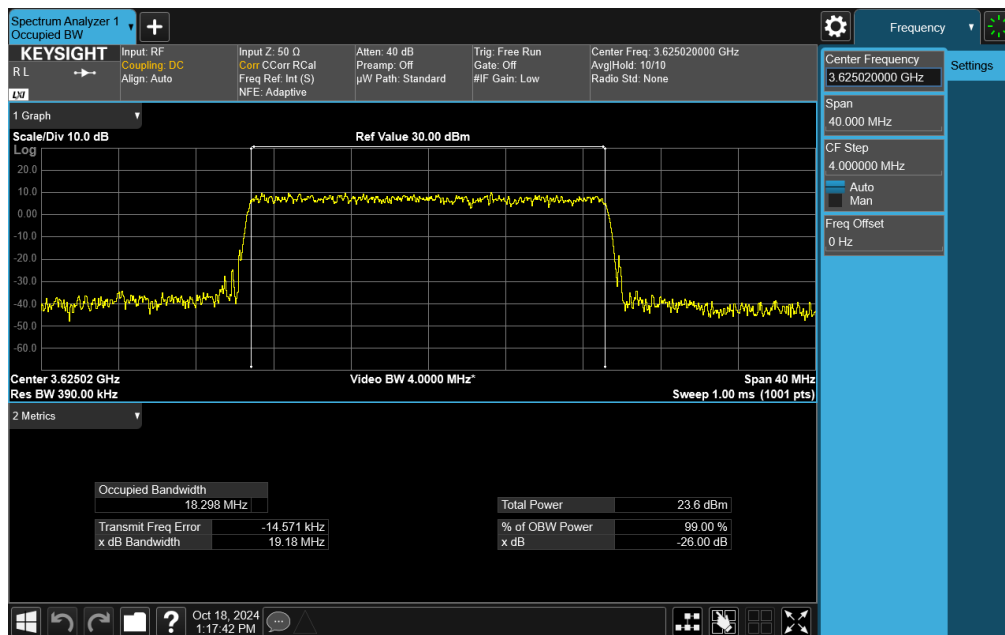 Spectrum Analyzer 1
Occupied BW
+
Frequency
KEYSIGHT
R L
LXI
Input: RF
Coupling: DC
Align: Auto
Input Z: 50 Ω
Corr CCorr RCal
Freq Ref: Int (S)
NFE: Adaptive
Atten: 40 dB
Preamp: Off
µW Path: Standard
Trig: Free Run
Gate: Off
#IF Gain: Low
Center Freq: 3.625020000 GHz
Avg|Hold: 10/10
Radio Std: None
Center Frequency
3.625020000 GHz
Settings
Span
40.000 MHz
CF Step
4.000000 MHz
Auto
Man
Freq Offset
0 Hz
1 Graph
Scale/Div 10.0 dB
Ref Value 30.00 dBm
Log
20.0
10.0
0.00
-10.0
-20.0
-30.0
-40.0
-50.0
-60.0
Center 3.62502 GHz
Video BW 4.0000 MHz*
Span 40 MHz
Res BW 390.00 kHz
Sweep 1.00 ms (1001 pts)
2 Metrics
Occupied Bandwidth
18.298 MHz
Total Power 23.6 dBm
Transmit Freq Error -14.571 kHz
% of OBW Power 99.00 %
x dB Bandwidth 19.18 MHz
x dB -26.00 dB
?
Oct 18, 2024
1:17:42 PM